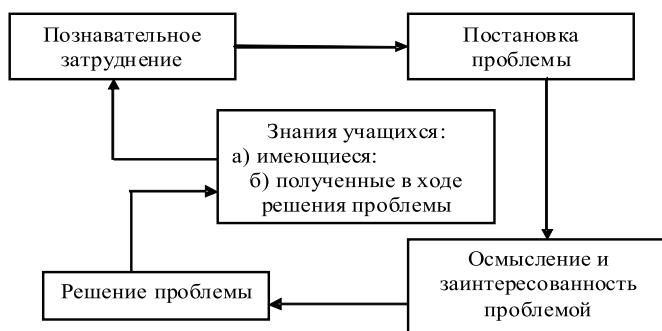 Познавательное
затруднение
Постановка
проблемы
Знания учащихся:
а) имеющиеся:
б) полученные в ходе
решения проблемы
Решение проблемы
Осмысление и
заинтересованность
проблемой